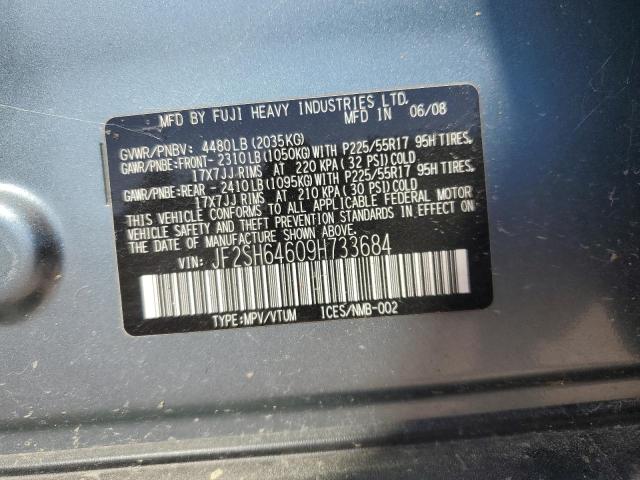 MFD BY FUJI HEAVY INDUSTRIES LTD.
MFD IN 06/08
GVWR/PNBV: 4480LB(2035KG)
GAWR/PNBE:FRONT- 2310LB(1050KG)WITH P225/55R17 95H TIRES,
17X7JJ RIMS AT 220KPA(32 PSI)COLD
GAWR/PNBE:REAR -2410LB(1095KG)WITH P225/55R17 95H TIRES,
17X7JJ RIMS AT 210KPA(30 PSI)COLD
THIS VEHICLE CONFORMS TO ALL APPLICABLE FEDERAL MOTOR
VEHICLE SAFETY AND THEFT PREVENTION STANDARDS IN EFFECT ON
THE DATE OF MANUFACTURE SHOWN ABOVE.
VIN: JF2SH64609H733684
TYPE:MPV/VTUM ICES/NMB-002